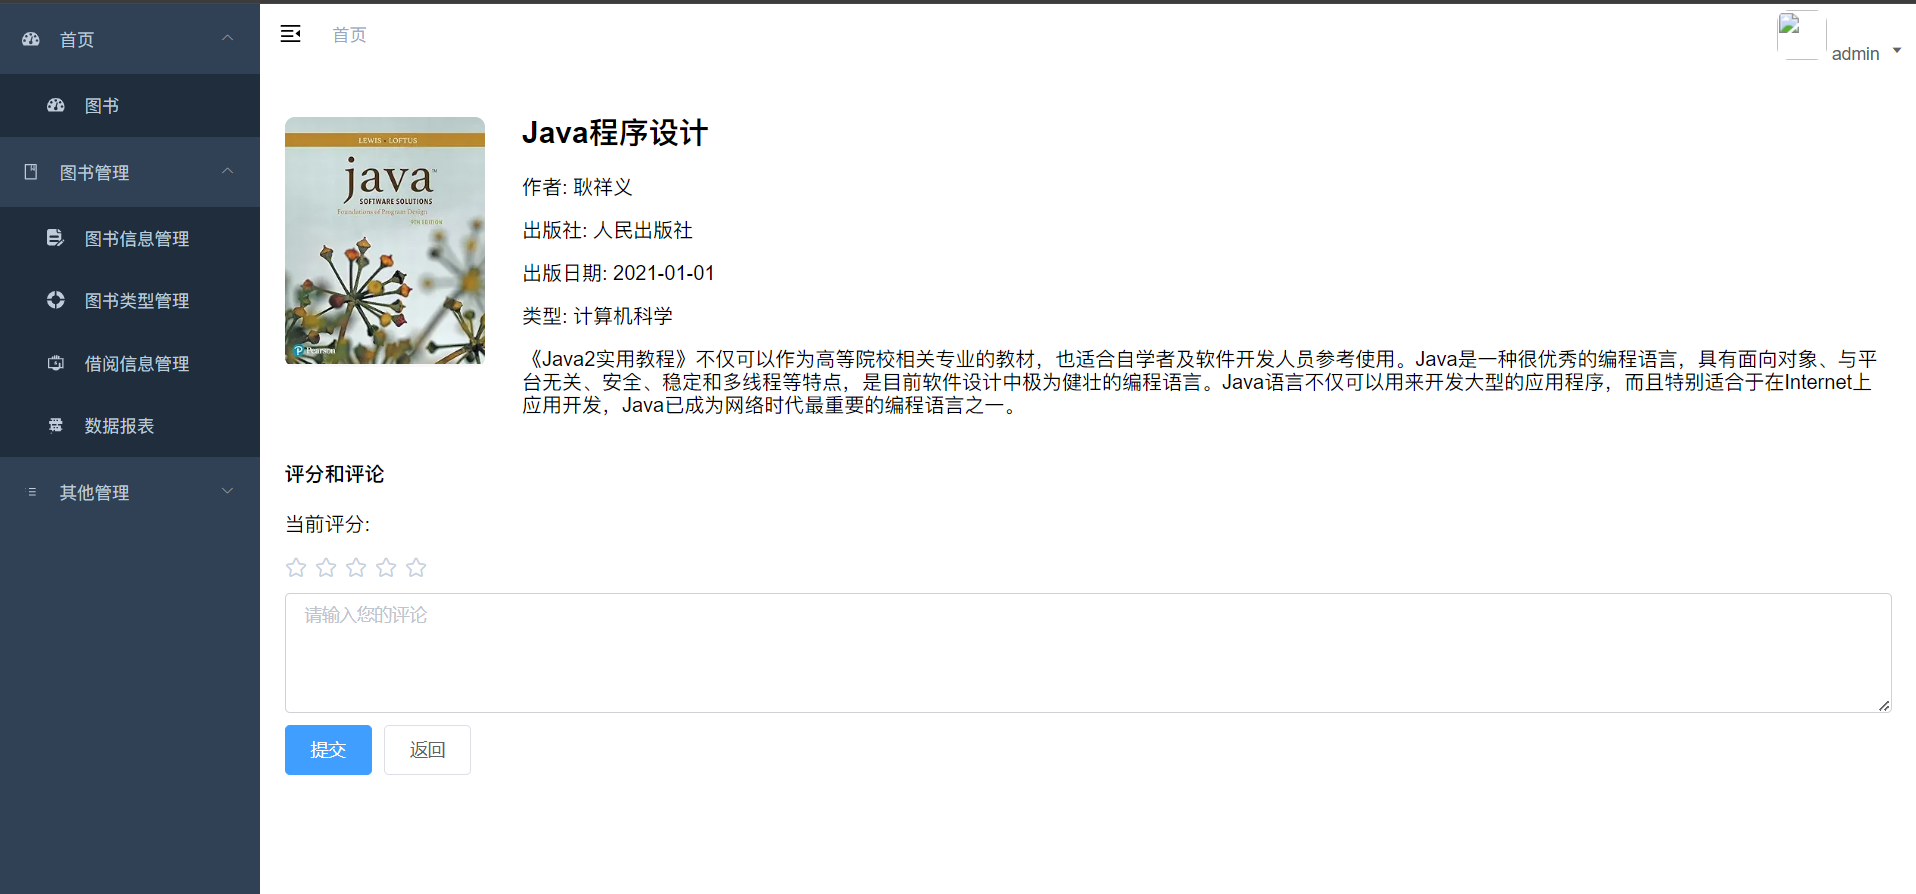 首页
图书
图书管理
图书信息管理
图书类型管理
借阅信息管理
数据报表
其他管理
首页
admin
LEWIS LOFTUS
java
SOFTWARE SOLUTIONS
Foundations of Program Design
9TH EDITION
Pearson
Java程序设计
作者: 耿祥义
出版社: 人民出版社
出版日期: 2021-01-01
类型: 计算机科学
《Java2实用教程》不仅可以作为高等院校相关专业的教材，也适合自学者及软件开发人员参考使用。Java是一种很优秀的编程语言，具有面向对象、与平
台无关、安全、稳定和多线程等特点，是目前软件设计中极为健壮的编程语言。Java语言不仅可以用来开发大型的应用程序，而且特别适合于在Internet上
应用开发，Java已成为网络时代最重要的编程语言之一。
评分和评论
当前评分:
请输入您的评论
提交
返回